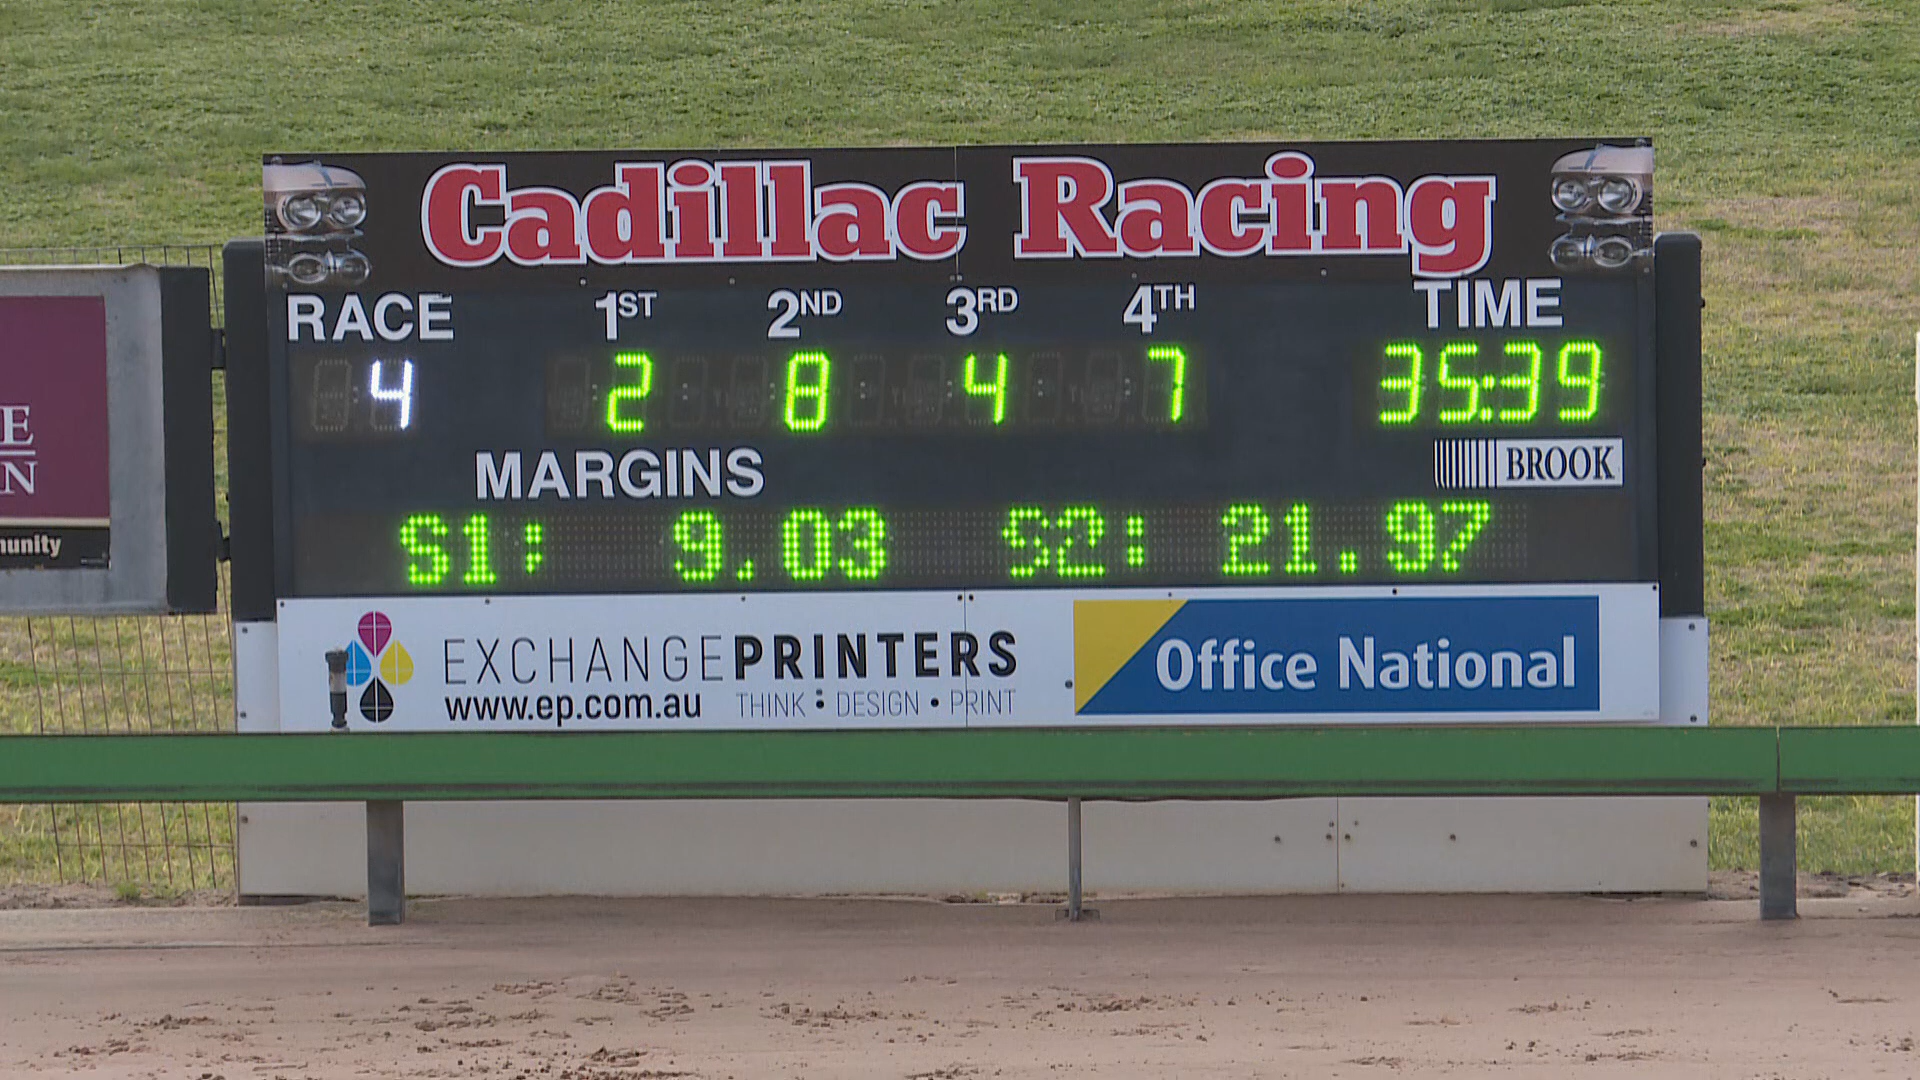 Cadillac Racing
RACE 1ST 2ND 3RD 4TH TIME
4 2 8 4 7 35:39
MARGINS
BROOK
S1: 9.03 S2: 21.97
E
N
munity
EXCHANGEPRINTERS
www.ep.com.au THINK : DESIGN • PRINT
Office National